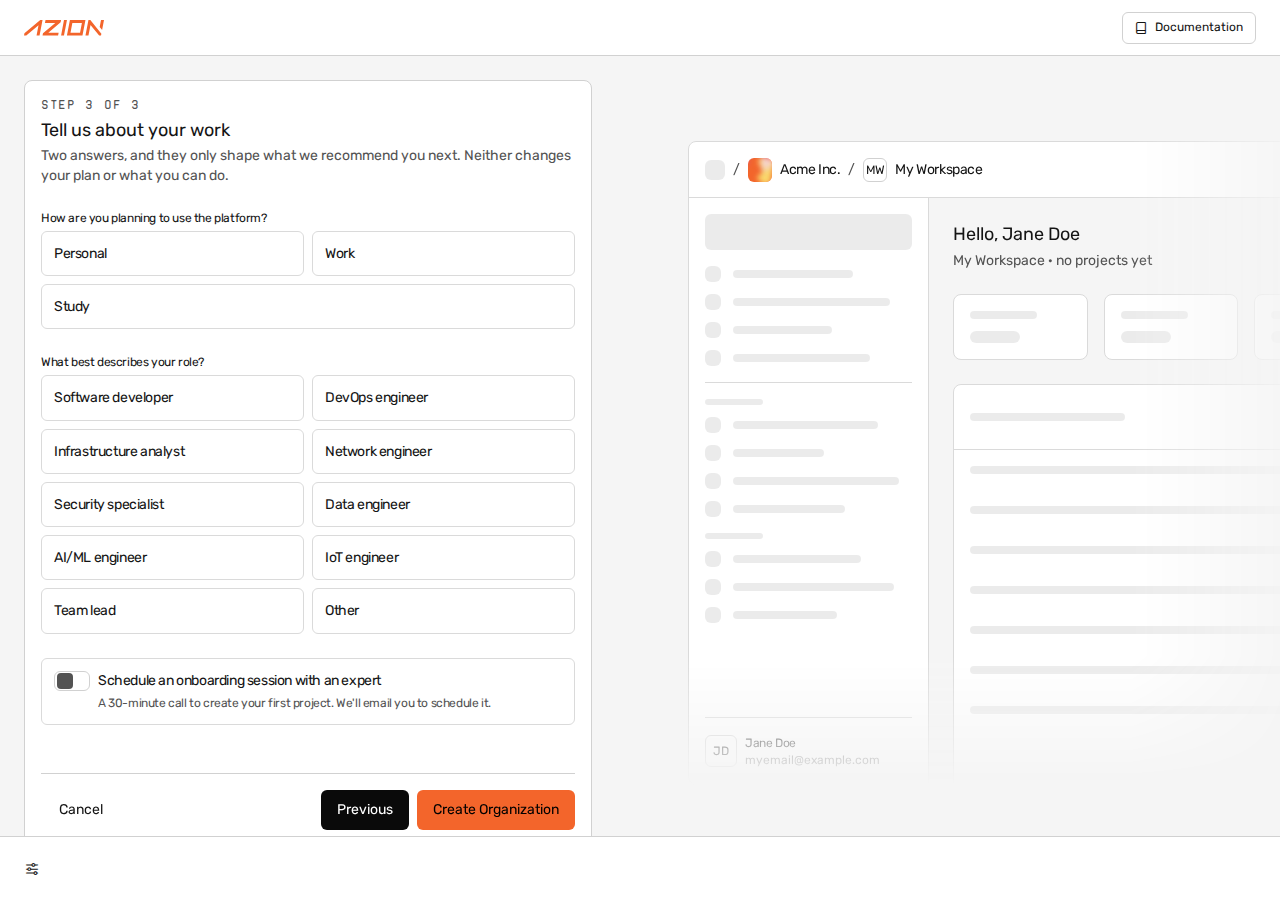 AZION
Documentation
STEP 3 OF 3
Tell us about your work
Two answers, and they only shape what we recommend you next. Neither changes
your plan or what you can do.
How are you planning to use the platform?
Personal
Work
Study
What best describes your role?
Software developer
DevOps engineer
Infrastructure analyst
Network engineer
Security specialist
Data engineer
AI/ML engineer
IoT engineer
Team lead
Other
Schedule an onboarding session with an expert
A 30-minute call to create your first project. We'll email you to schedule it.
Cancel
Previous
Create Organization
/ Acme Inc. / MW My Workspace
Hello, Jane Doe
My Workspace • no projects yet
JD
Jane Doe
myemail@example.com